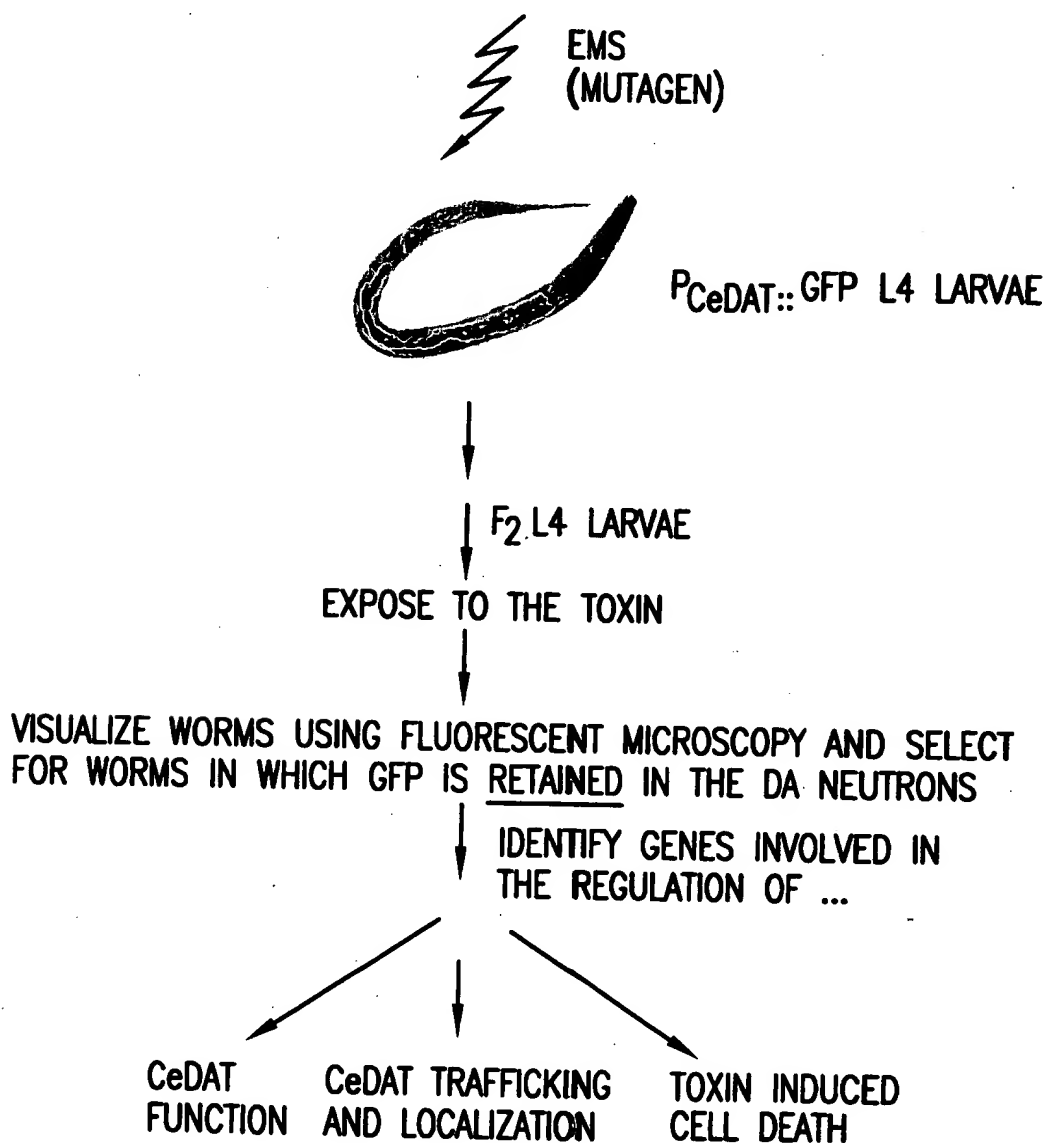 EMS
(MUTAGEN)
PCeDAT:: GFP L4 LARVAE
F2 L4 LARVAE
EXPOSE TO THE TOXIN
VISUALIZE WORMS USING FLUORESCENT MICROSCOPY AND SELECT
FOR WORMS IN WHICH GFP IS RETAINED IN THE DA NEUTRONS
IDENTIFY GENES INVOLVED IN
THE REGULATION OF ...
CeDAT
FUNCTION
CeDAT TRAFFICKING
AND LOCALIZATION
TOXIN INDUCED
CELL DEATH